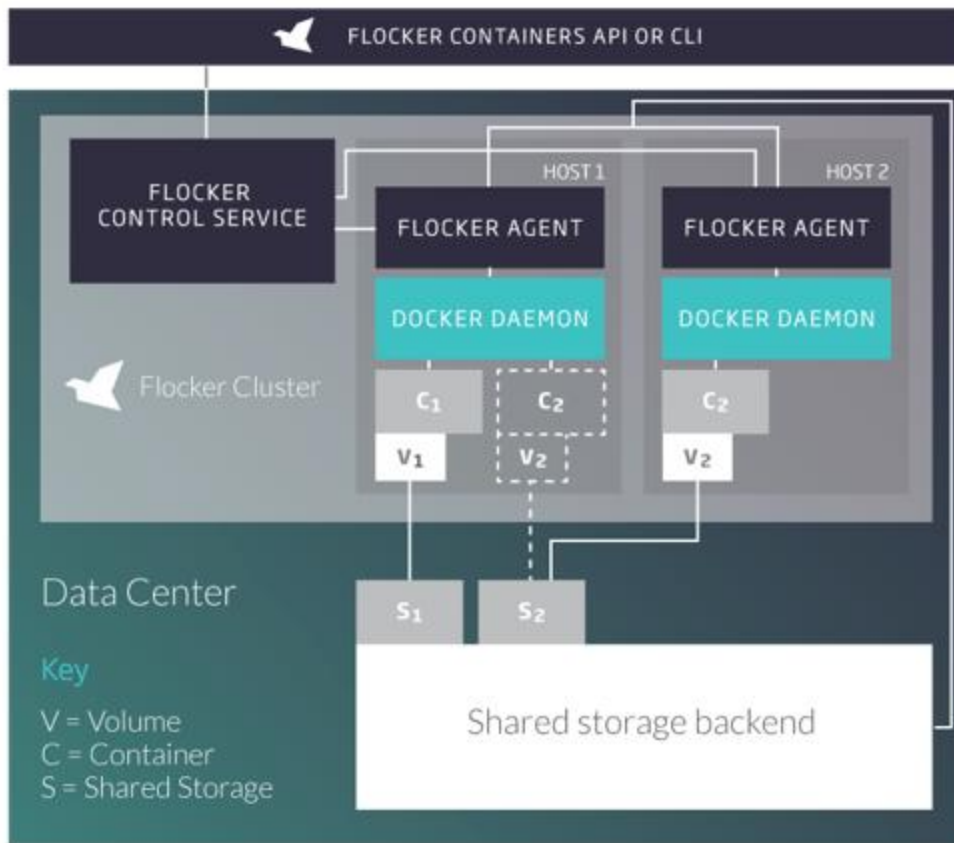 FLOCKER CONTAINERS API OR CLI
FLOCKER
CONTROL SERVICE
HOST 1
FLOCKER AGENT
DOCKER DAEMON
C1
C2
V1
V2
HOST 2
FLOCKER AGENT
DOCKER DAEMON
C2
V2
Flocker Cluster
Data Center
S1
S2
Shared storage backend
Key
V = Volume
C = Container
S = Shared Storage